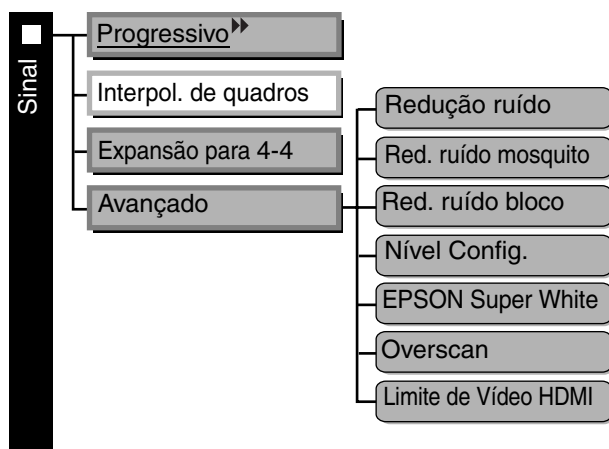 Sinal
Progressivo
Interpol. de quadros
Expansão para 4-4
Avançado
Redução ruído
Red. ruído mosquito
Red. ruído bloco
Nível Config.
EPSON Super White
Overscan
Limite de Vídeo HDMI